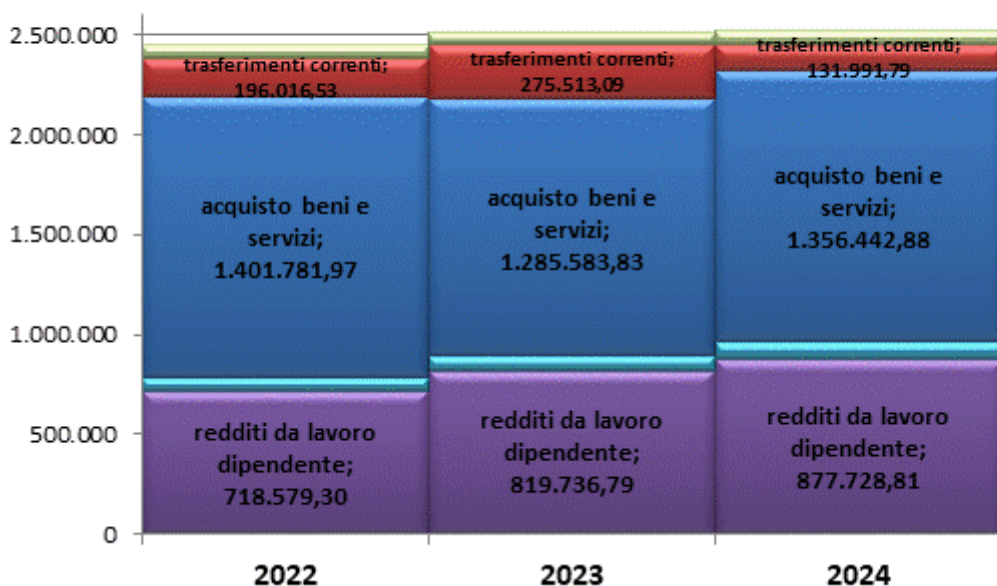 2.500.000
2.000.000
1.500.000
1.000.000
500.000
0
trasferimenti correnti;
196.016,53
acquisto beni e
servizi;
1.401.781,97
redditi da lavoro
dipendente;
718.579,30
trasferimenti correnti;
275.513,09
acquisto beni e
servizi;
1.285.583,83
redditi da lavoro
dipendente;
819.736,79
trasferimenti correnti;
131.991,79
acquisto beni e
servizi;
1.356.442,88
redditi da lavoro
dipendente;
877.728,81
2022
2023
2024